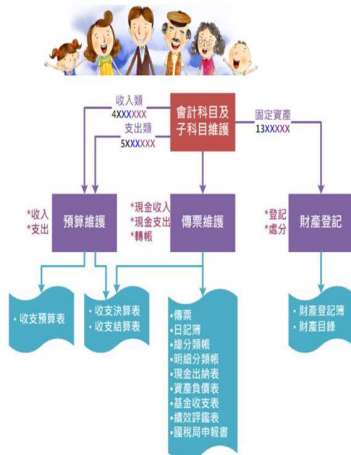 收入類
4XXXXXX
支出類
5XXXXXX
會計科目及
子科目維護
固定資產
13XXXXX
*收入
*支出
預算維護
*現金收入
*現金支出
*轉帳
傳票維護
*登記
*處分
財產登記
• 收支預算表
• 收支決算表
• 收支結算表
•傳票
•日記簿
•總分類帳
•明細分類帳
•現金出納表
•資產負債表
•基金收支表
•績效評鑑表
•國稅局申報書
• 財產登記簿
• 財產目錄